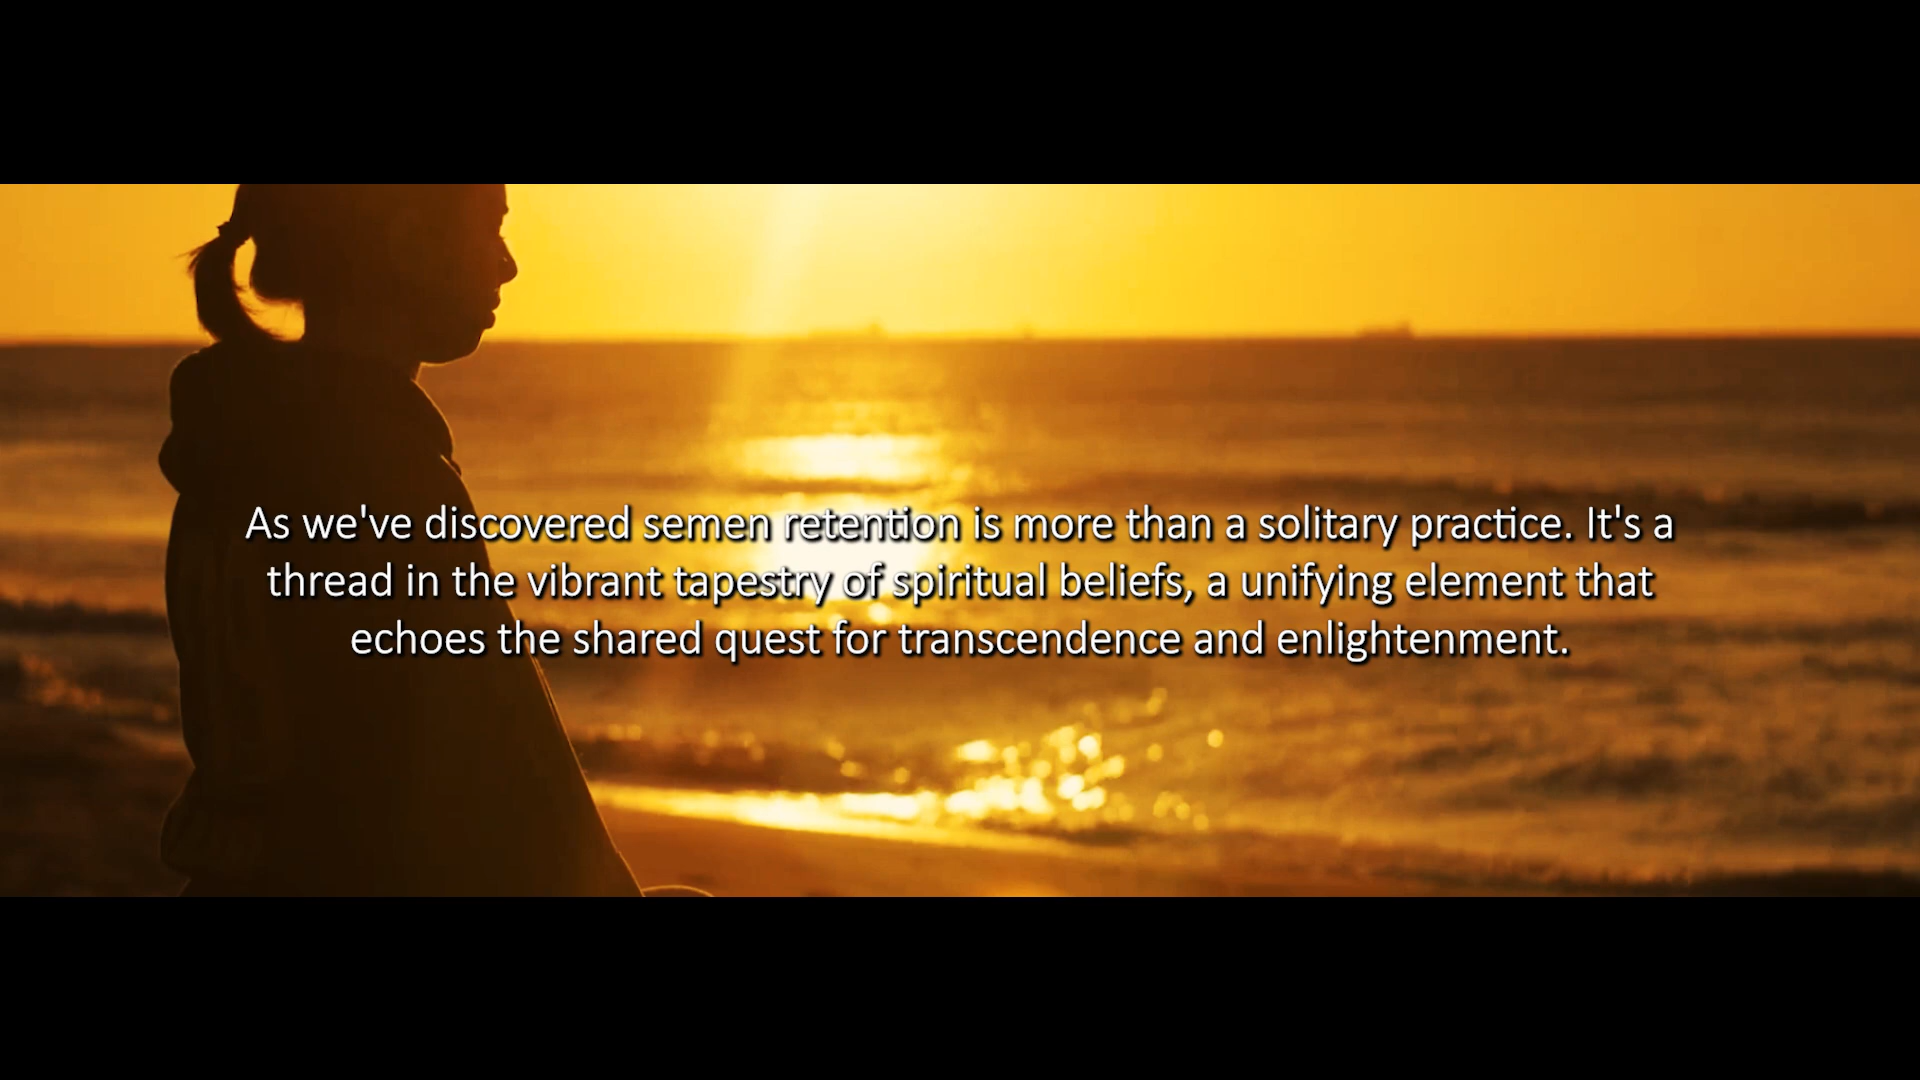 As we've discovered semen retention is more than a solitary practice. It's a
thread in the vibrant tapestry of spiritual beliefs, a unifying element that
echoes the shared quest for transcendence and enlightenment.